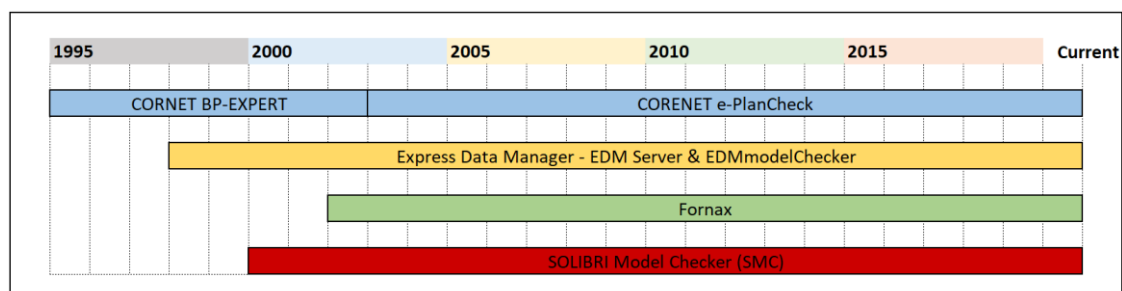 1995 2000 2005 2010 2015 Current
CORNET BP-EXPERT CORENET e-PlanCheck
Express Data Manager - EDM Server & EDMmodelChecker
Fornax
SOLIBRI Model Checker (SMC)